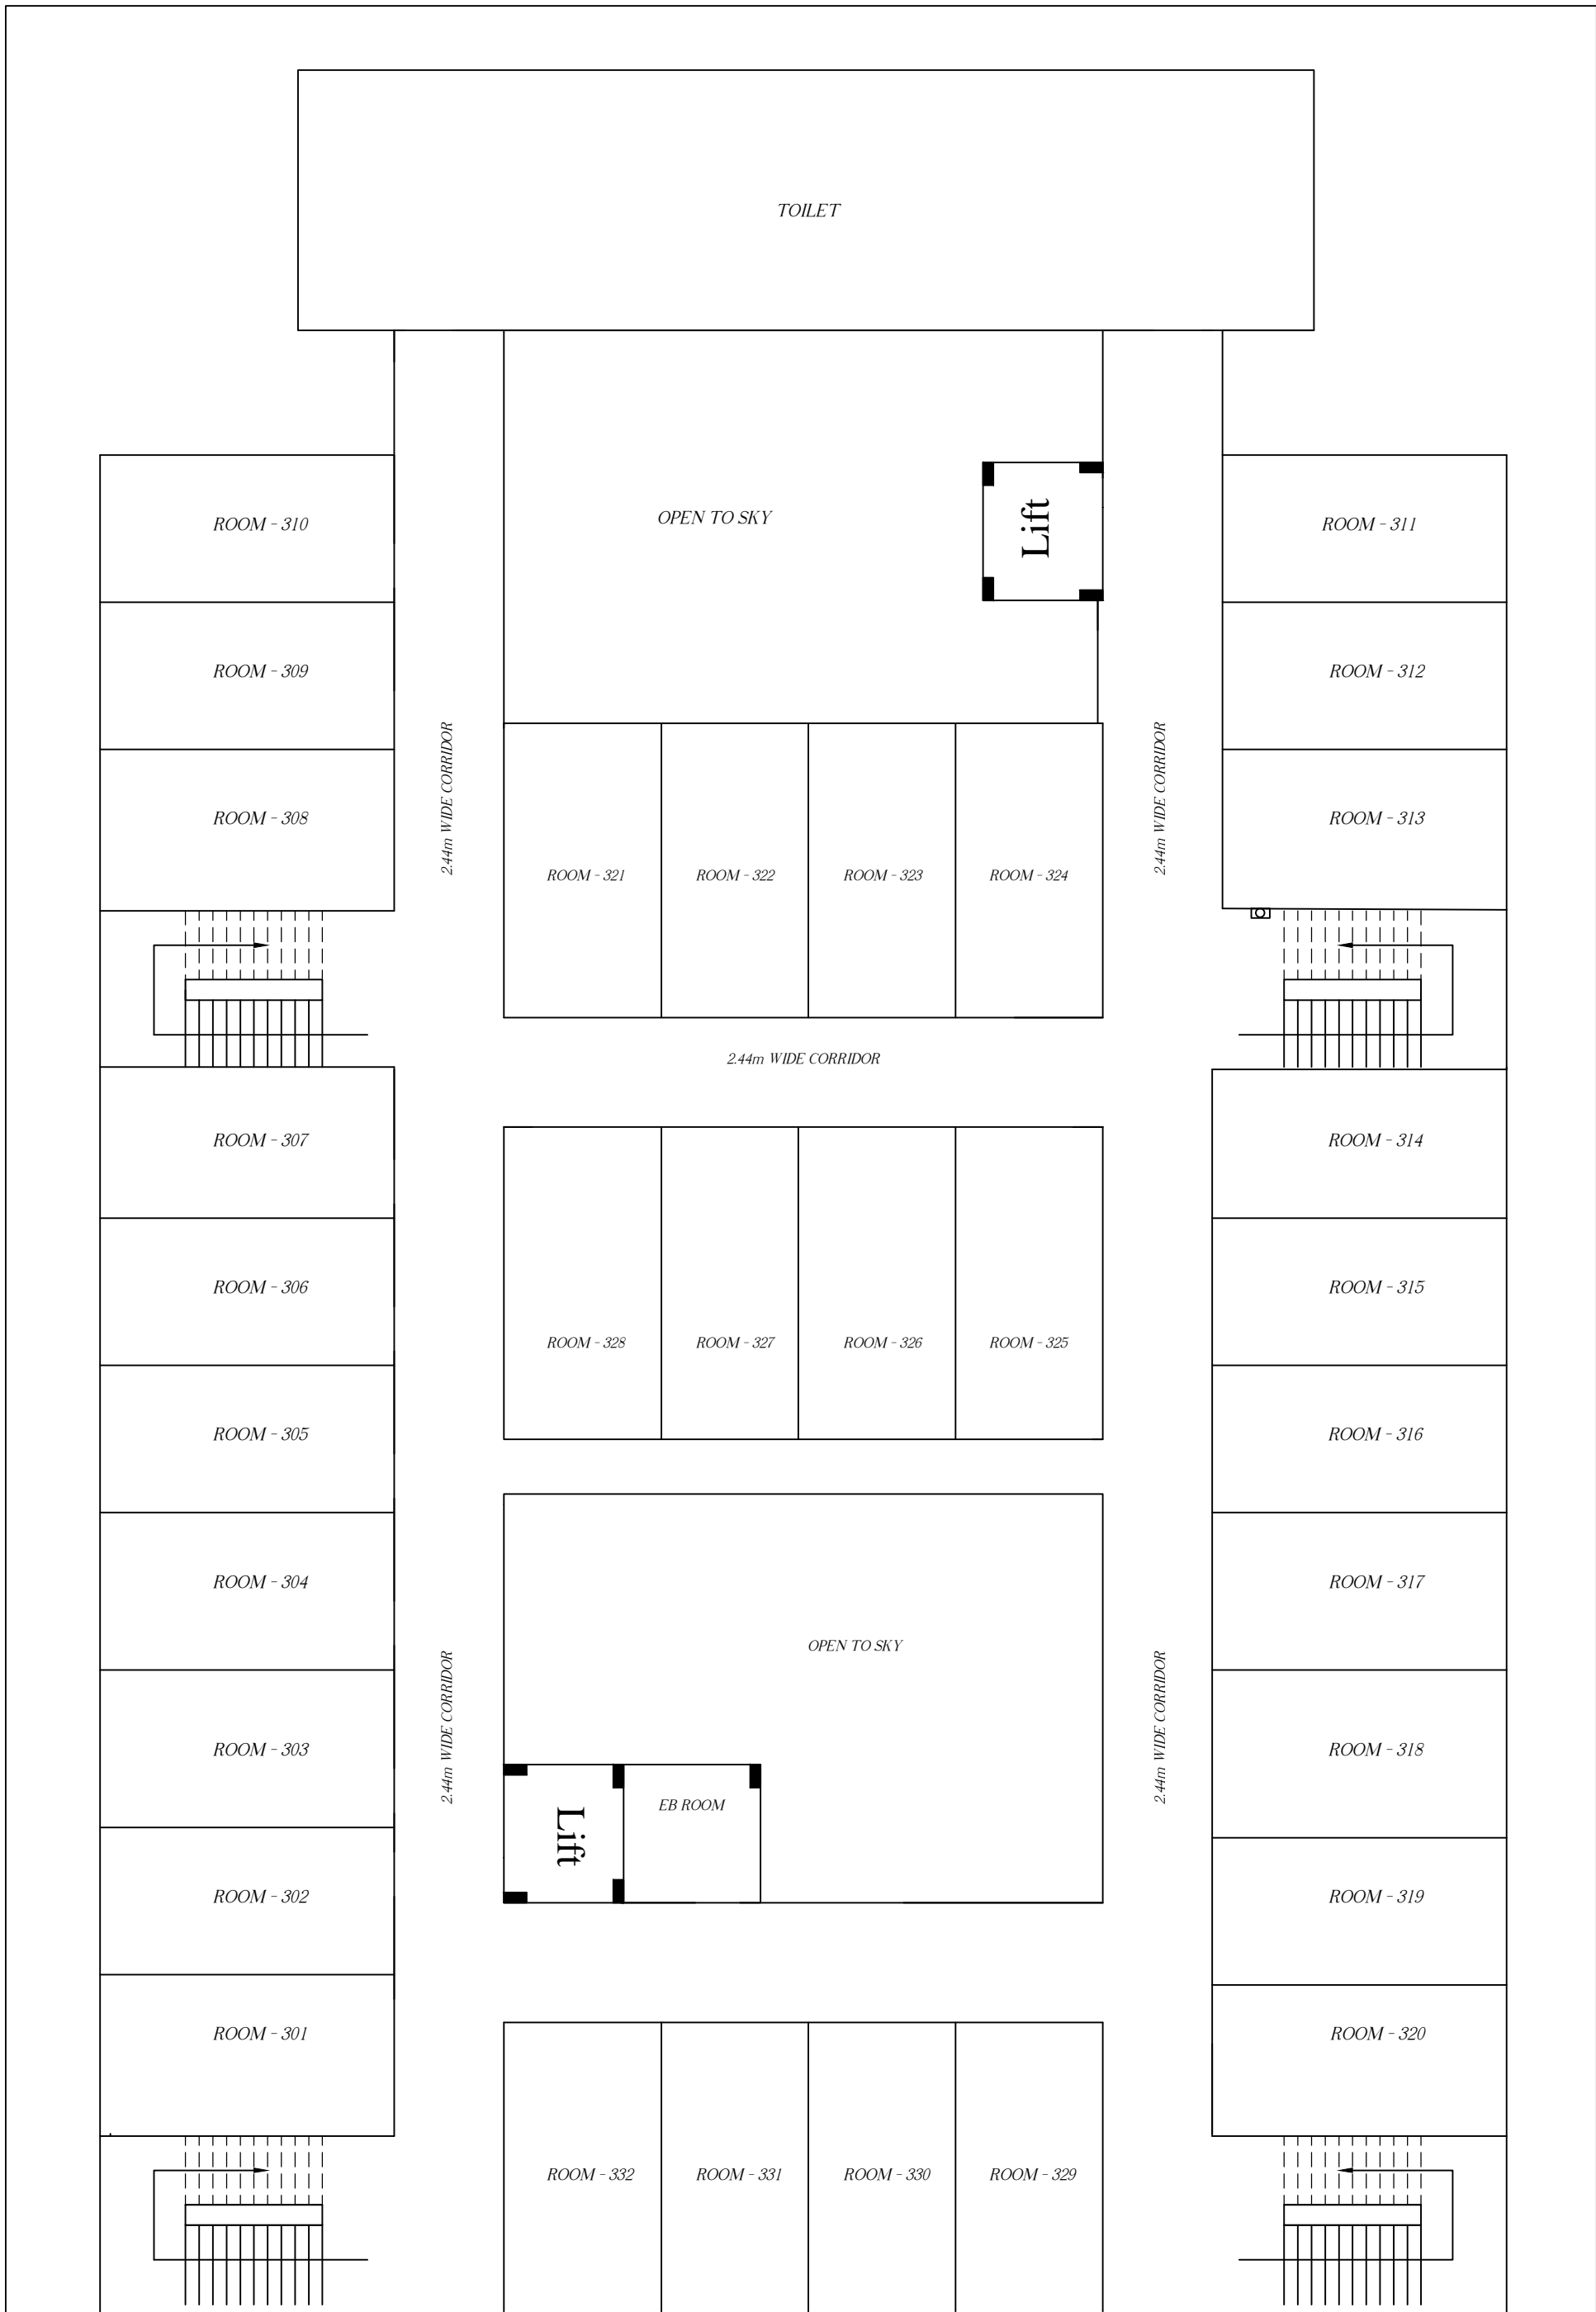 TOILET
OPEN TO SKY
Lift
ROOM - 310
ROOM - 311
ROOM - 309
ROOM - 312
2.44m WIDE CORRIDOR
2.44m WIDE CORRIDOR
ROOM - 308
ROOM - 313
ROOM - 321
ROOM - 322
ROOM - 323
ROOM - 324
2.44m WIDE CORRIDOR
ROOM - 307
ROOM - 314
ROOM - 306
ROOM - 315
ROOM - 328
ROOM - 327
ROOM - 326
ROOM - 325
ROOM - 305
ROOM - 316
ROOM - 304
ROOM - 317
OPEN TO SKY
2.44m WIDE CORRIDOR
2.44m WIDE CORRIDOR
ROOM - 303
ROOM - 318
EB ROOM
Lift
ROOM - 302
ROOM - 319
ROOM - 301
ROOM - 320
ROOM - 332
ROOM - 331
ROOM - 330
ROOM - 329